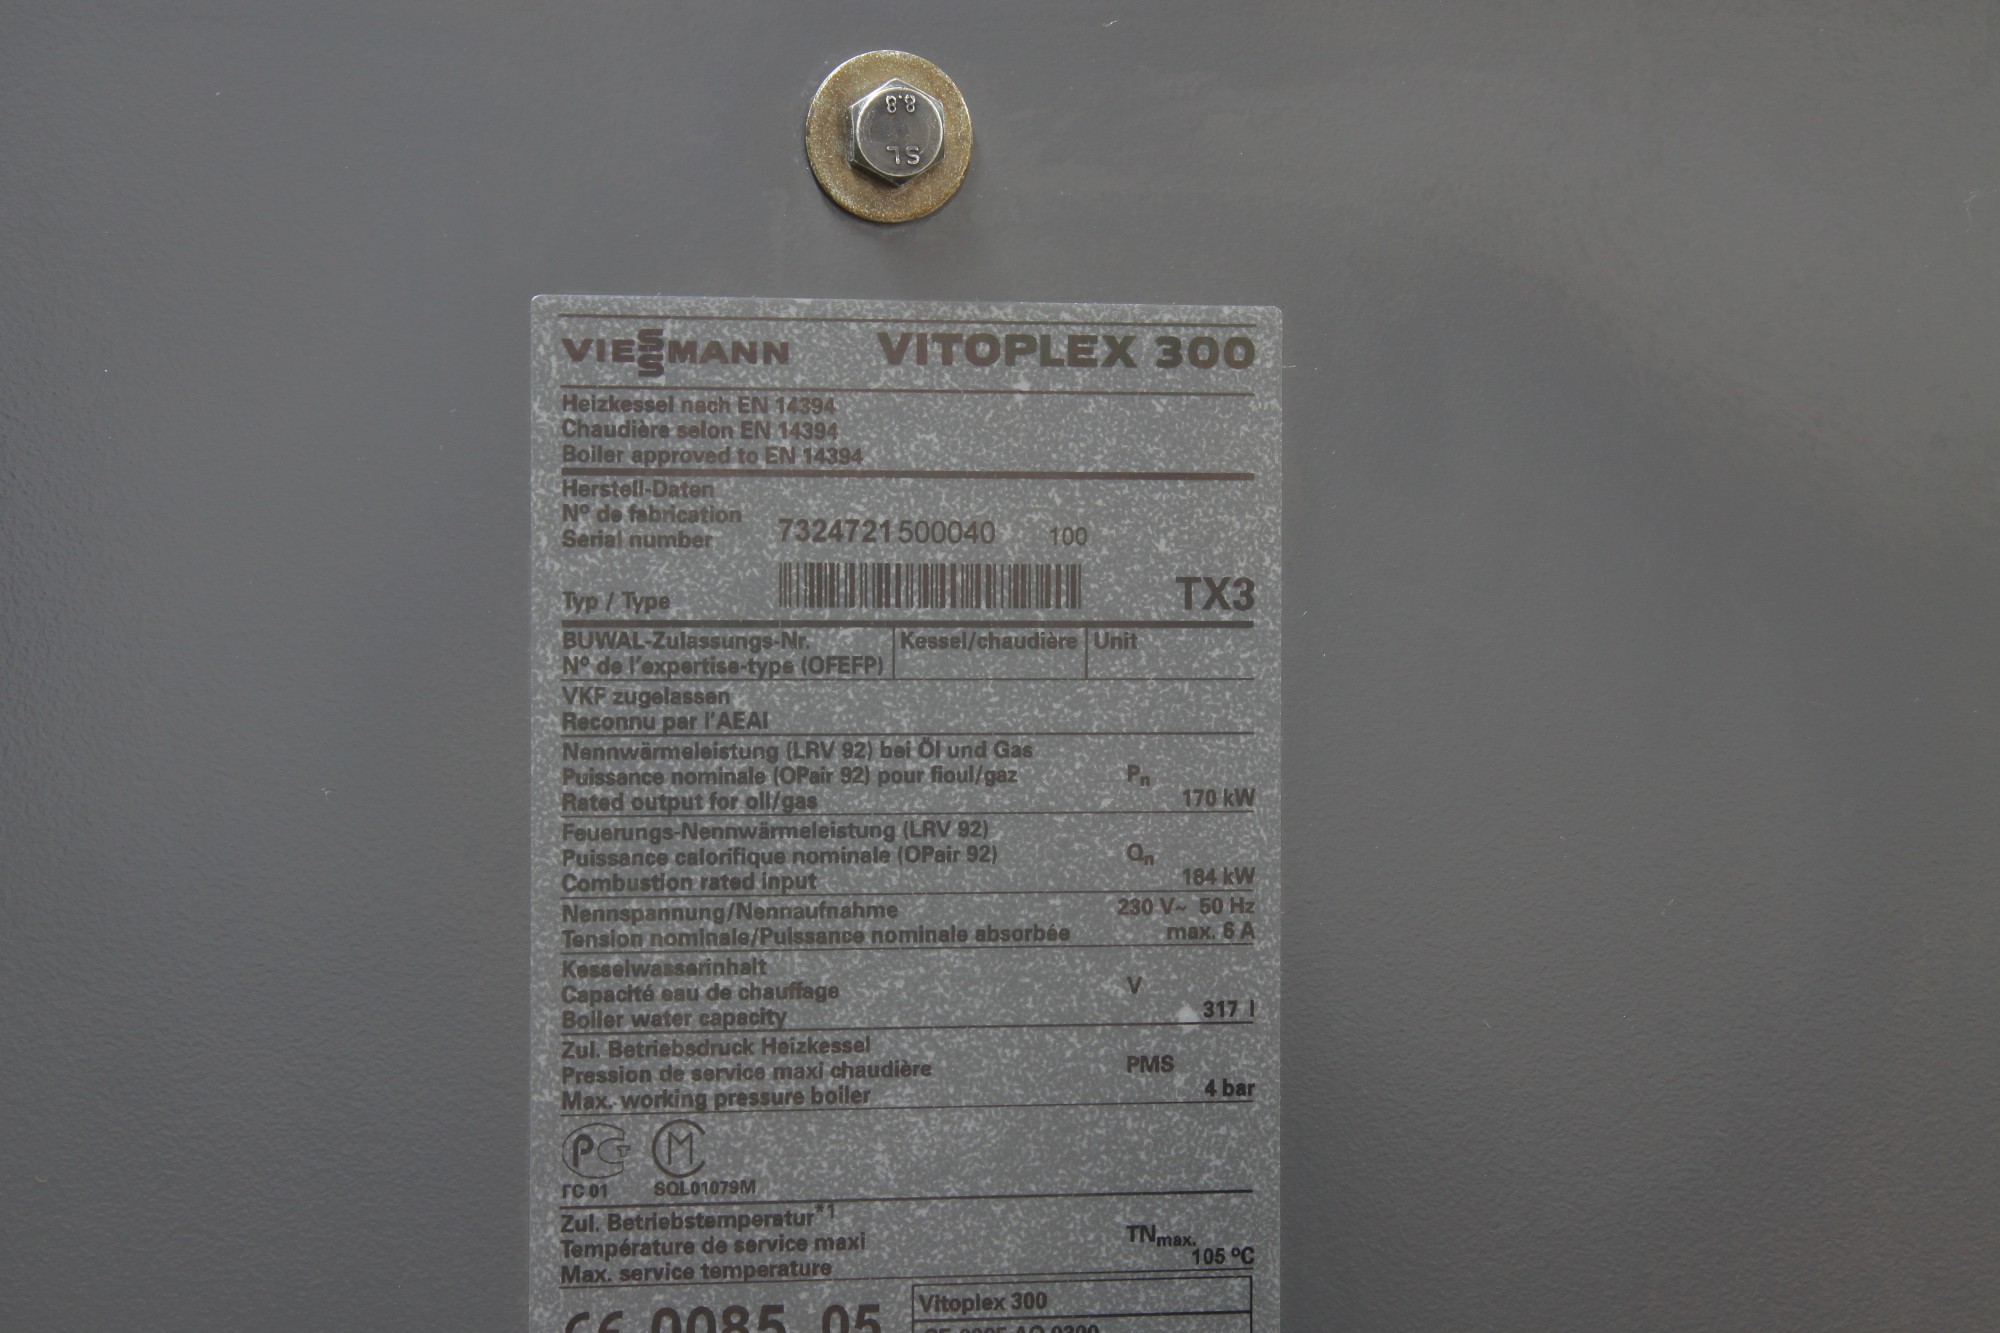 8.8
SL
VIESSMANN VITOPLEX 300
Heizkessel nach EN 14394
Chaudière selon EN 14394
Boiler approved to EN 14394
Herstell-Daten
N° de fabrication
Serial number 7324721500040 100
Typ / Type TX3
BUWAL-Zulassungs-Nr. Kessel/chaudière Unit
N° de l'expertise-type (OFEFP)
VKF zugelassen
Reconnu par l'AEAI
Nennwärmeleistung (LRV 92) bei Öl und Gas
Puissance nominale (OPair 92) pour fioul/gaz Pn
Rated output for oil/gas 170 kW
Feuerungs-Nennwärmeleistung (LRV 92)
Puissance calorifique nominale (OPair 92) Qn
Combustion rated input 184 kW
Nennspannung/Nennaufnahme 230 V~ 50 Hz
Tension nominale/Puissance nominale absorbée max. 6 A
Kesselwasserinhalt
Capacité eau de chauffage V
Boiler water capacity 317 l
Zul. Betriebsdruck Heizkessel
Pression de service maxi chaudière PMS
Max. working pressure boiler 4 bar
РСТ М
ГС 01 SQL01079M
Zul. Betriebstemperatur*1
Température de service maxi TNmax.
Max. service temperature 105 °C
CE 0085 05 Vitoplex 300